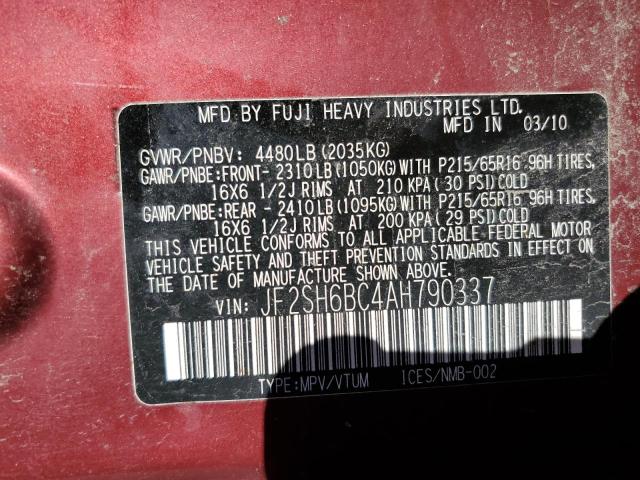 MFD BY FUJI HEAVY INDUSTRIES LTD.
MFD IN 03/10
GVWR/PNBV: 4480LB(2035KG)
GAWR/PNBE:FRONT- 2310LB(1050KG)WITH P215/65R16 96H TIRES,
16X6 1/2J RIMS AT 210 KPA(30 PSI)COLD
GAWR/PNBE:REAR - 2410LB(1095KG)WITH P215/65R16 96H TIRES,
16X6 1/2J RIMS AT 200 KPA(29 PSI)COLD
THIS VEHICLE CONFORMS TO ALL APPLICABLE FEDERAL MOTOR
VEHICLE SAFETY AND THEFT PREVENTION STANDARDS IN EFFECT ON
THE DATE OF MANUFACTURE SHOWN ABOVE.
VIN: JF2SH6BC4AH790337
TYPE:MPV/VTUM ICES/NMB-002